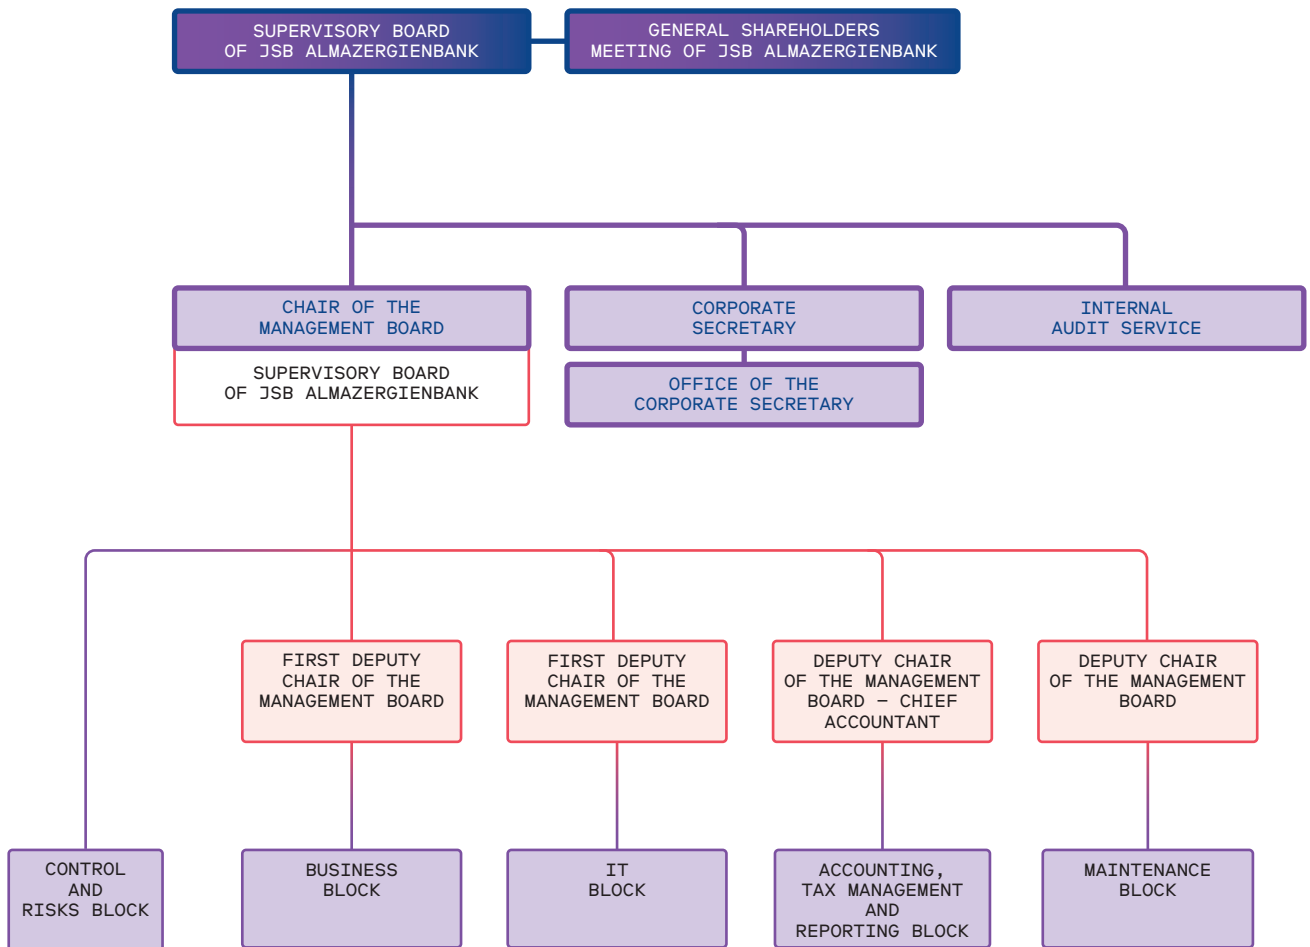 SUPERVISORY BOARD
OF JSB ALMAZERGIENBANK
GENERAL SHAREHOLDERS
MEETING OF JSB ALMAZERGIENBANK
CHAIR OF THE
MANAGEMENT BOARD
SUPERVISORY BOARD
OF JSB ALMAZERGIENBANK
CORPORATE
SECRETARY
OFFICE OF THE
CORPORATE SECRETARY
INTERNAL
AUDIT SERVICE
FIRST DEPUTY
CHAIR OF THE
MANAGEMENT BOARD
FIRST DEPUTY
CHAIR OF THE
MANAGEMENT BOARD
DEPUTY CHAIR
OF THE MANAGEMENT
BOARD – CHIEF
ACCOUNTANT
DEPUTY CHAIR
OF THE MANAGEMENT
BOARD
CONTROL
AND
RISKS BLOCK
BUSINESS
BLOCK
IT
BLOCK
ACCOUNTING,
TAX MANAGEMENT
AND
REPORTING BLOCK
MAINTENANCE
BLOCK